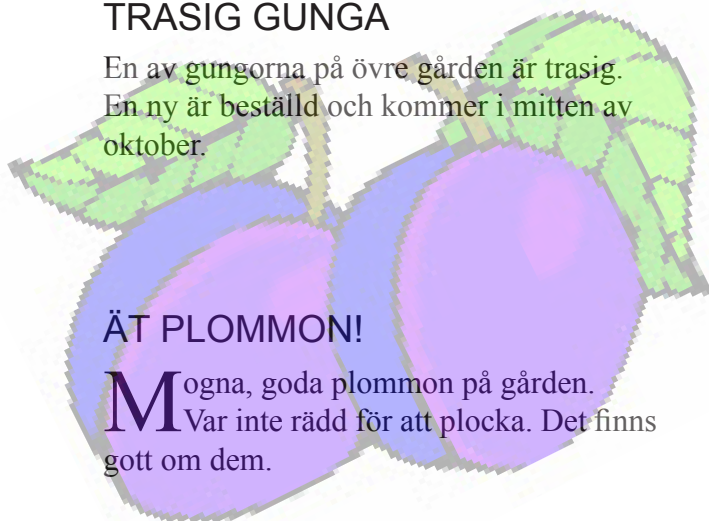 TRASIG GUNGA
En av gungorna på övre gården är trasig.
En ny är beställd och kommer i mitten av
oktober.
ÄT PLOMMON!
Mogna, goda plommon på gården.
Var inte rädd för att plocka. Det finns
gott om dem.